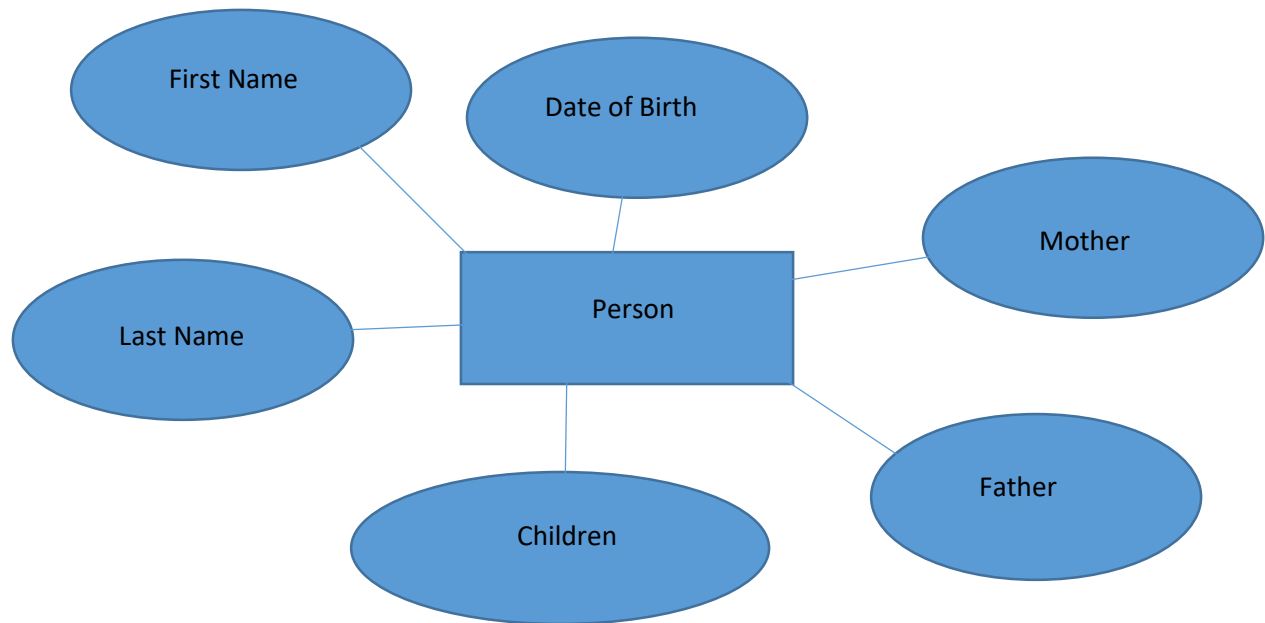 First Name
Date of Birth
Mother
Person
Last Name
Father
Children